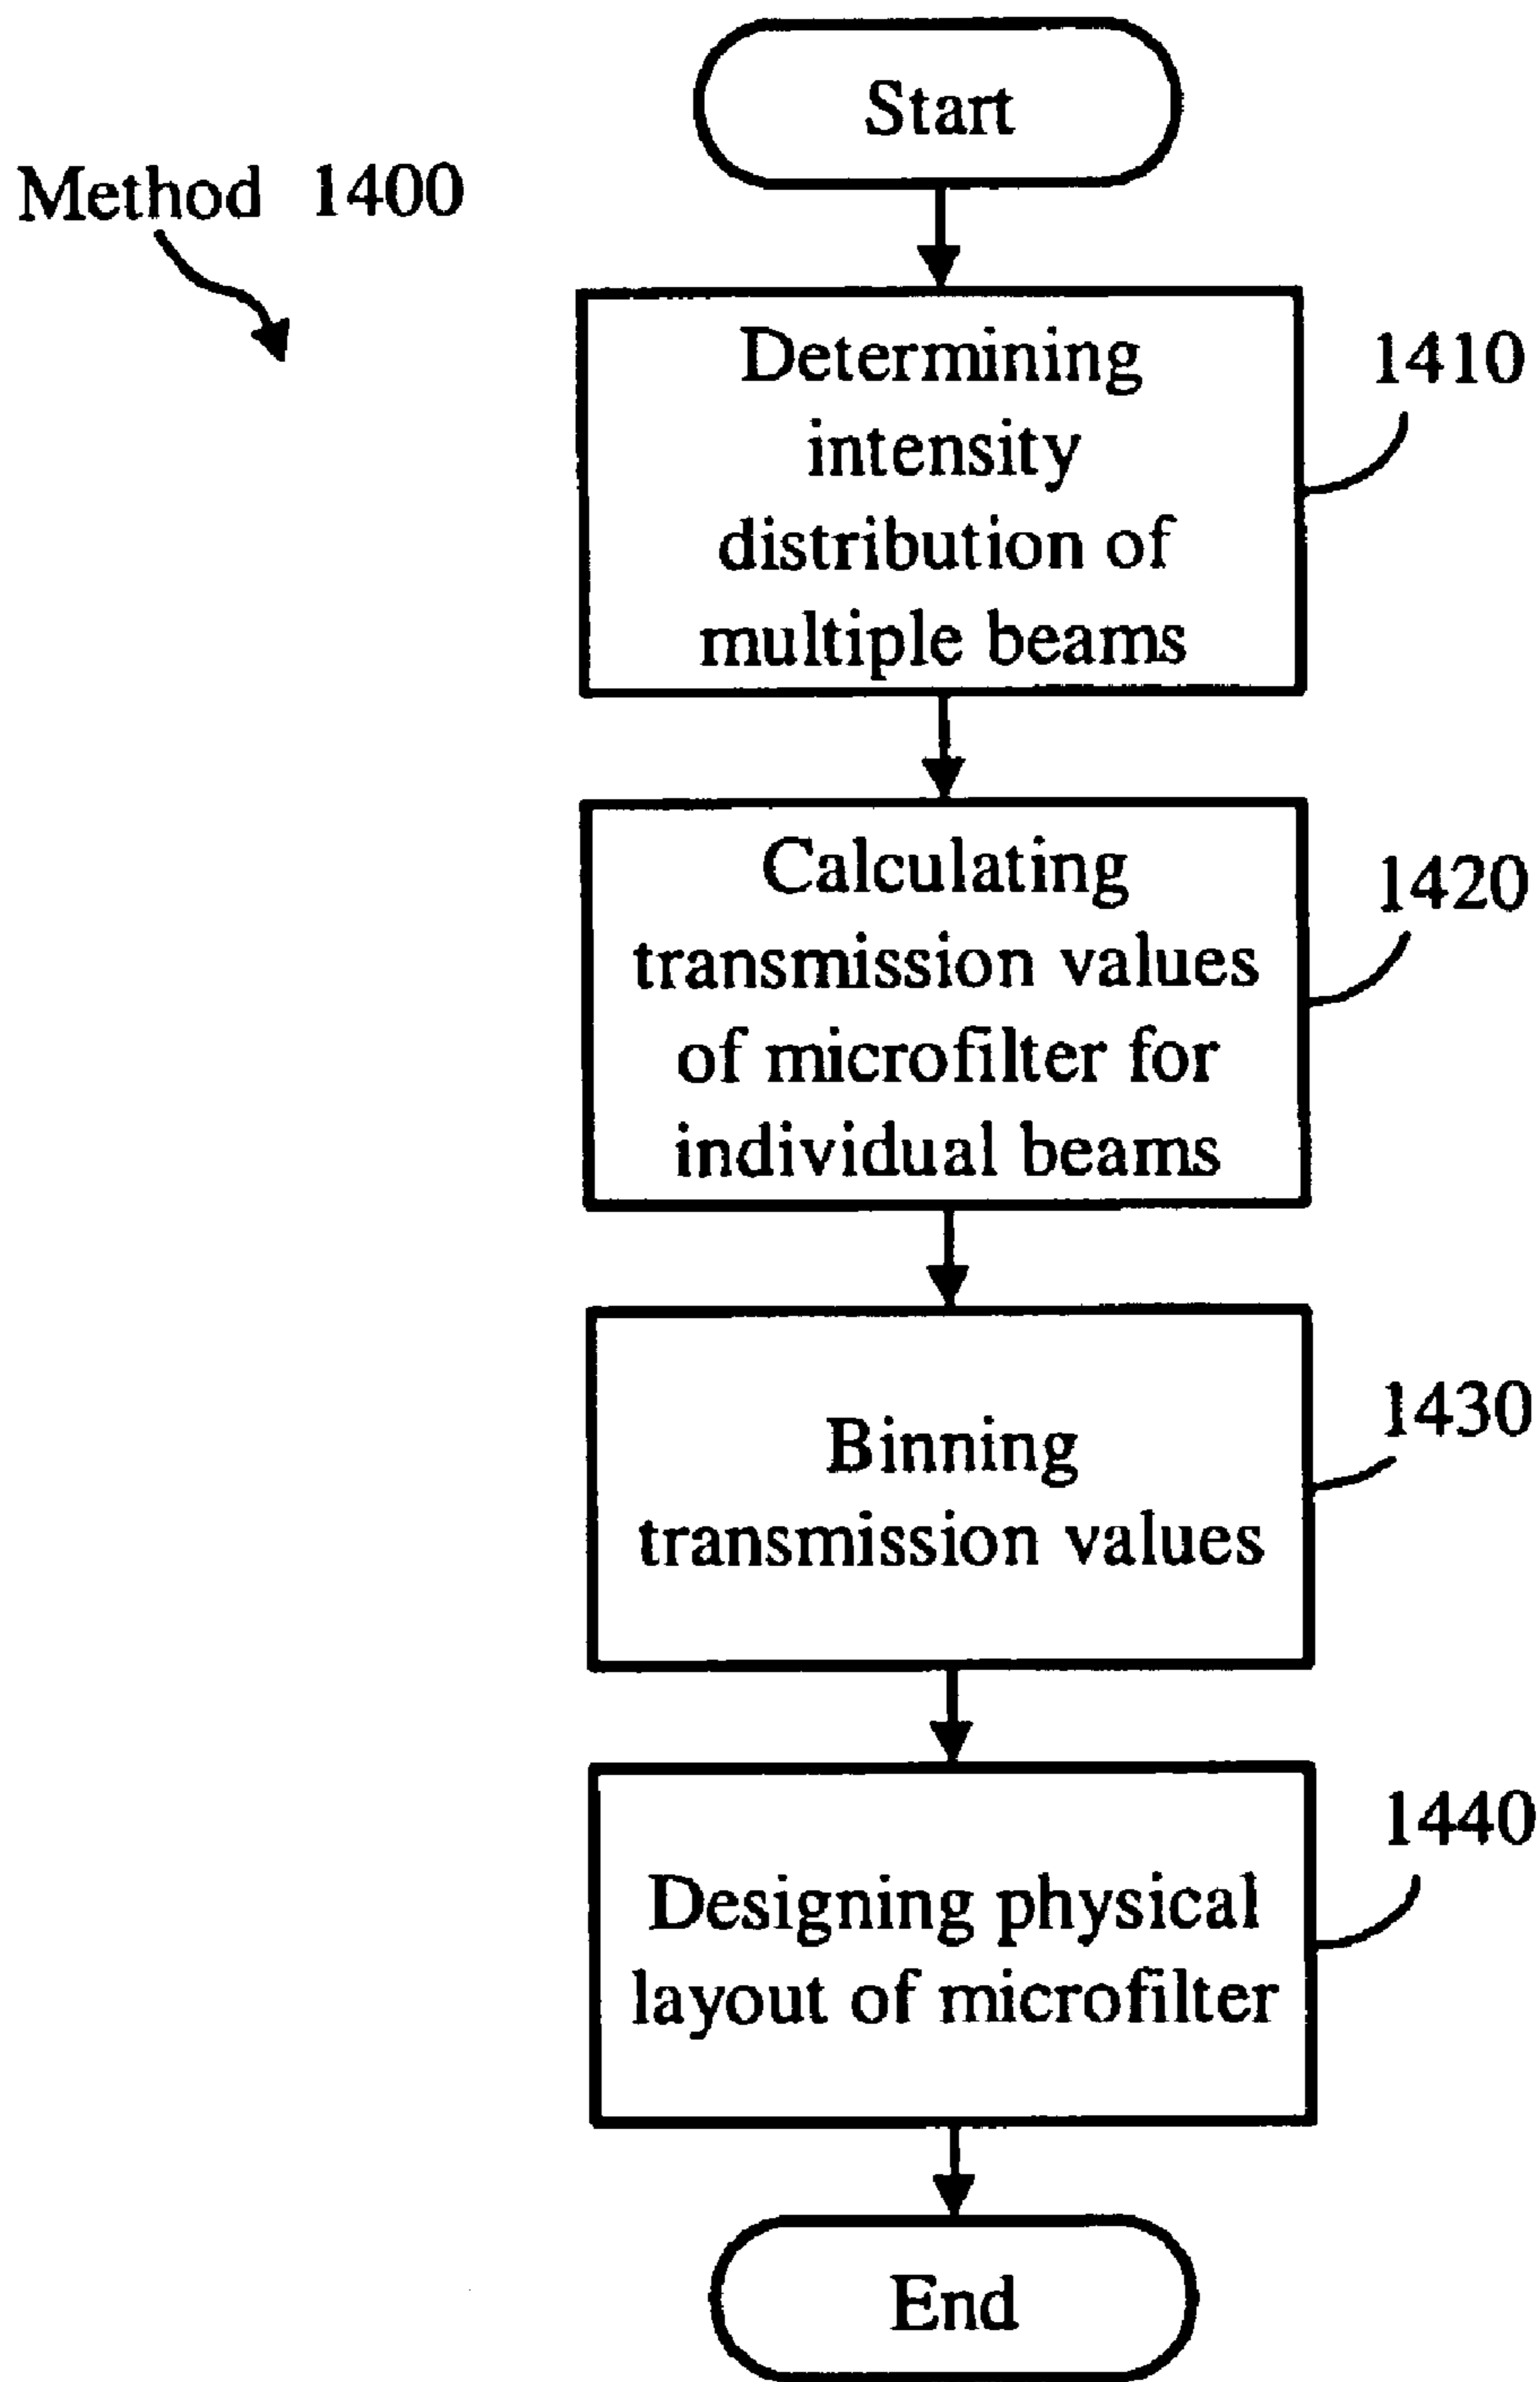 Start
Method 1400
Determining
intensity
distribution of
multiple beams
1410
Calculating
transmission values
of microfilter for
individual beams
1420
Binning
transmission values
1430
Designing physical
layout of microfilter
1440
End